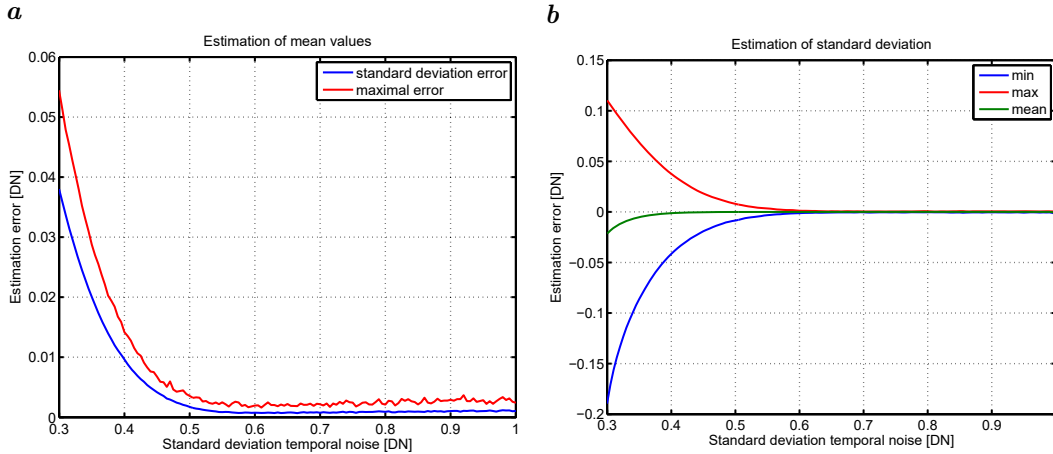 a
Estimation of mean values
0.06
0.05
0.04
0.03
0.02
0.01
0
Estimation error [DN]
standard deviation error
maximal error
0.3 0.4 0.5 0.6 0.7 0.8 0.9 1
Standard deviation temporal noise [DN]
b
Estimation of standard deviation
0.15
0.1
0.05
0
−0.05
−0.1
−0.15
−0.2
Estimation error [DN]
min
max
mean
0.3 0.4 0.5 0.6 0.7 0.8 0.9
Standard deviation temporal noise [DN]